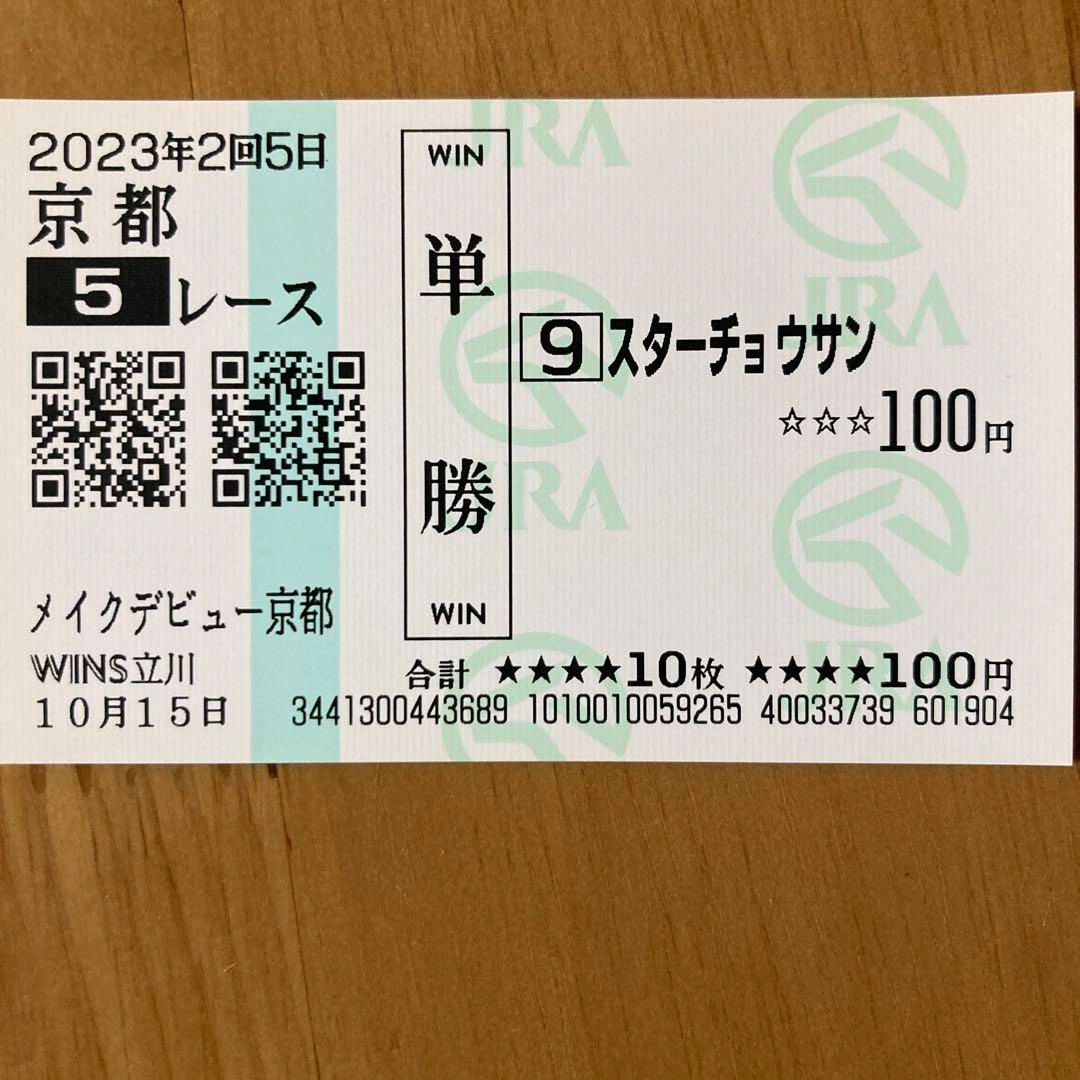 2023年2回5日
京都
5レース
メイクデビュー京都
WINS立川
10月15日
WIN
単勝
WIN
9 スターチョウサン
☆☆☆100円
合計 ★★★★10枚 ★★★★100円
3441300443689 1010010059265 40033739 601904
JRA
JRA
JRA
JRA